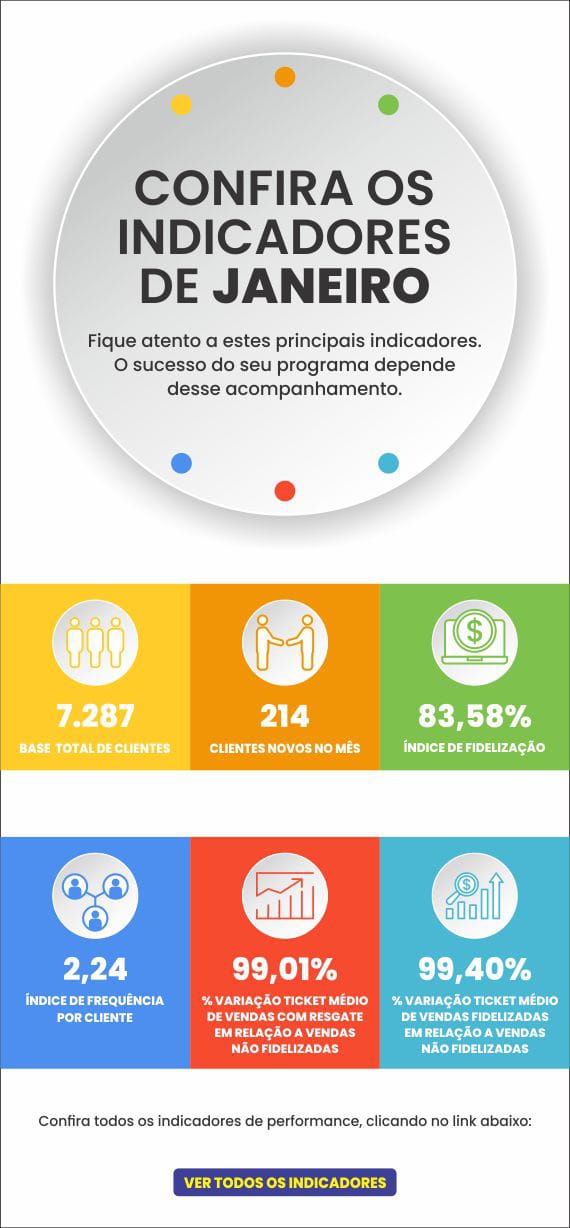 CONFIRA OS
INDICADORES
DE JANEIRO
Fique atento a estes principais indicadores.
O sucesso do seu programa depende
desse acompanhamento.
7.287
BASE TOTAL DE CLIENTES
214
CLIENTES NOVOS NO MÊS
$
83,58%
ÍNDICE DE FIDELIZAÇÃO
2,24
ÍNDICE DE FREQUÊNCIA
POR CLIENTE
99,01%
% VARIAÇÃO TICKET MÉDIO
DE VENDAS COM RESGATE
EM RELAÇÃO A VENDAS
NÃO FIDELIZADAS
$
99,40%
% VARIAÇÃO TICKET MÉDIO
DE VENDAS FIDELIZADAS
EM RELAÇÃO A VENDAS
NÃO FIDELIZADAS
Confira todos os indicadores de performance, clicando no link abaixo:
VER TODOS OS INDICADORES